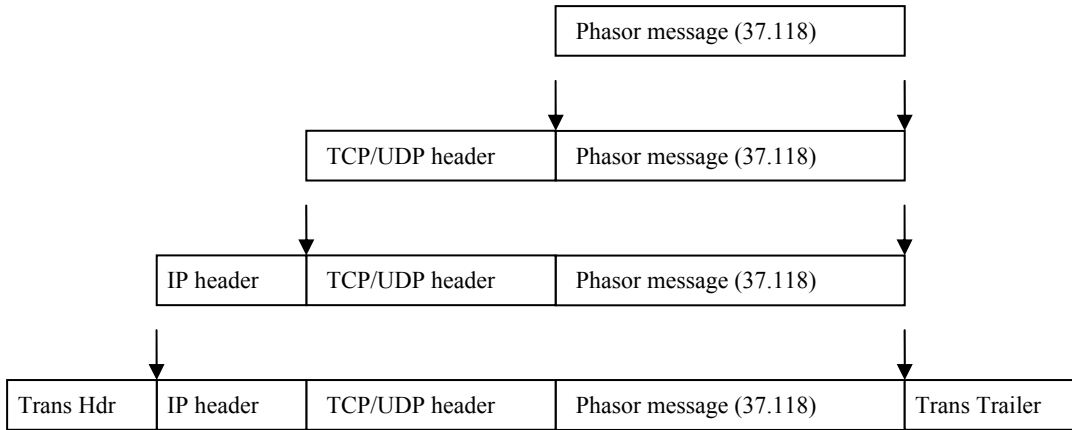 Phasor message (37.118)
TCP/UDP header Phasor message (37.118)
IP header TCP/UDP header Phasor message (37.118)
Trans Hdr IP header TCP/UDP header Phasor message (37.118) Trans Trailer